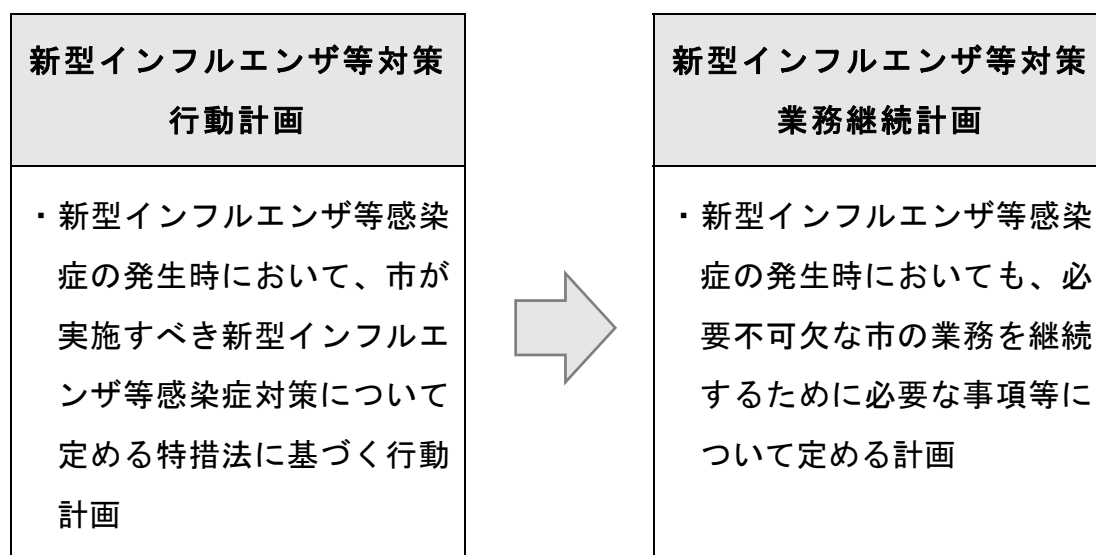 新型インフルエンザ等対策
行動計画
・新型インフルエンザ等感染
症の発生時において、市が
実施すべき新型インフルエ
ンザ等感染症対策について
定める特措法に基づく行動
計画
新型インフルエンザ等対策
業務継続計画
・新型インフルエンザ等感染
症の発生時においても、必
要不可欠な市の業務を継続
するために必要な事項等に
ついて定める計画